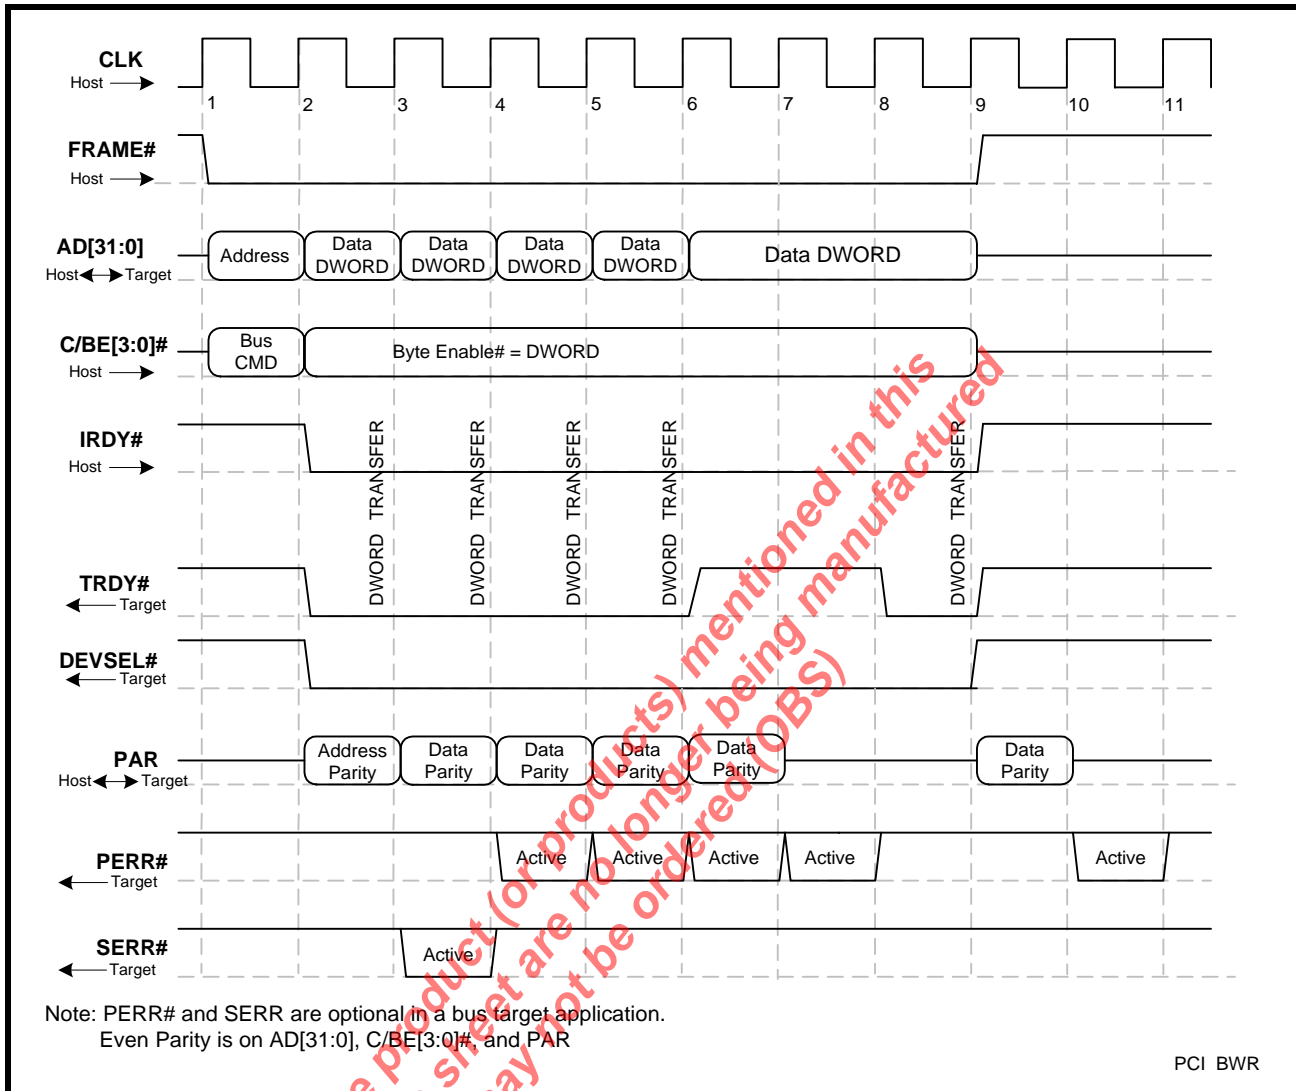 CLK
Host
1 2 3 4 5 6 7 8 9 10 11
FRAME#
Host
AD[31:0]
Host Target
Address
Data
DWORD
Data
DWORD
Data
DWORD
Data
DWORD
Data DWORD
C/BE[3:0]#
Host
Bus
CMD
Byte Enable# = DWORD
IRDY#
Host
DWORD TRANSFER
DWORD TRANSFER
DWORD TRANSFER
DWORD TRANSFER
DWORD TRANSFER
TRDY#
Target
DEVSEL#
Target
PAR
Host Target
Address
Parity
Data
Parity
Data
Parity
Data
Parity
Data
Parity
Data
Parity
PERR#
Target
Active
Active
Active
Active
Active
SERR#
Target
Active
Note: PERR# and SERR are optional in a bus target application.
Even Parity is on AD[31:0], C/BE[3:0]#, and PAR
PCI BWR
e product (or products) mentioned in this
sheet are no longer being manufactured
ay not be ordered (OBS)